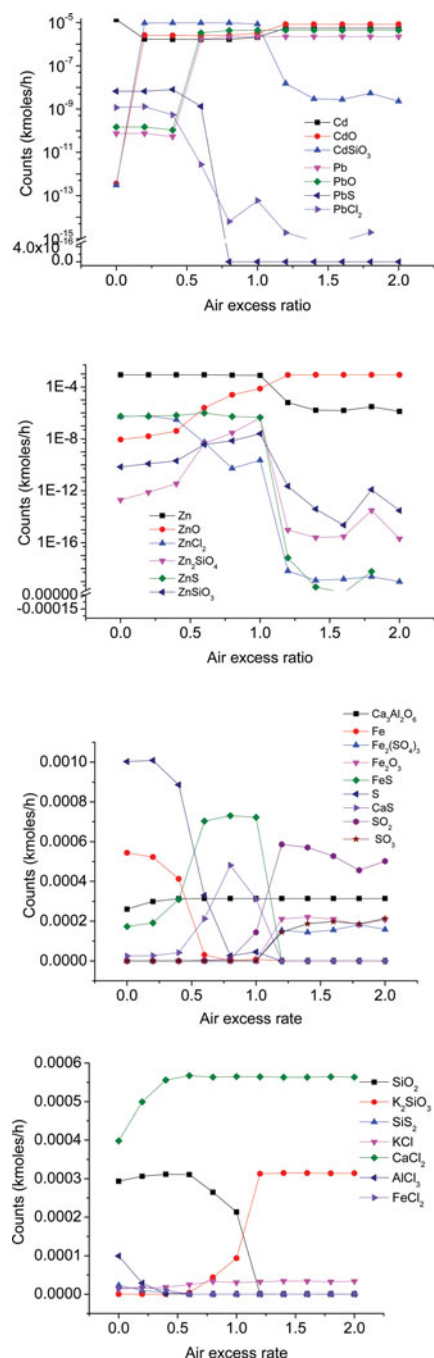 10⁻⁵
10⁻⁷
10⁻⁹
10⁻¹¹
10⁻¹³
10⁻¹⁵
4.0x10⁻¹⁶
0.0
Counts (kmoles/h)
Cd
CdO
CdSiO₃
Pb
PbO
PbS
PbCl₂
0.0 0.5 1.0 1.5 2.0
Air excess ratio
1E-4
1E-8
1E-12
1E-16
0.00000
-0.00015
Counts (kmoles/h)
Zn
ZnO
ZnCl₂
Zn₂SiO₄
ZnS
ZnSiO₃
0.0 0.5 1.0 1.5 2.0
Air excess ratio
Ca₃Al₂O₆
Fe
Fe₂(SO₄)₃
Fe₂O₃
FeS
S
CaS
SO₂
SO₃
0.0010
0.0008
0.0006
0.0004
0.0002
0.0000
Counts (kmoles/h)
0.0 0.5 1.0 1.5 2.0
Air excess rate
0.0006
0.0005
0.0004
0.0003
0.0002
0.0001
0.0000
Counts (kmoles/h)
SiO₂
K₂SiO₃
SiS₂
KCl
CaCl₂
AlCl₃
FeCl₂
0.0 0.5 1.0 1.5 2.0
Air excess rate